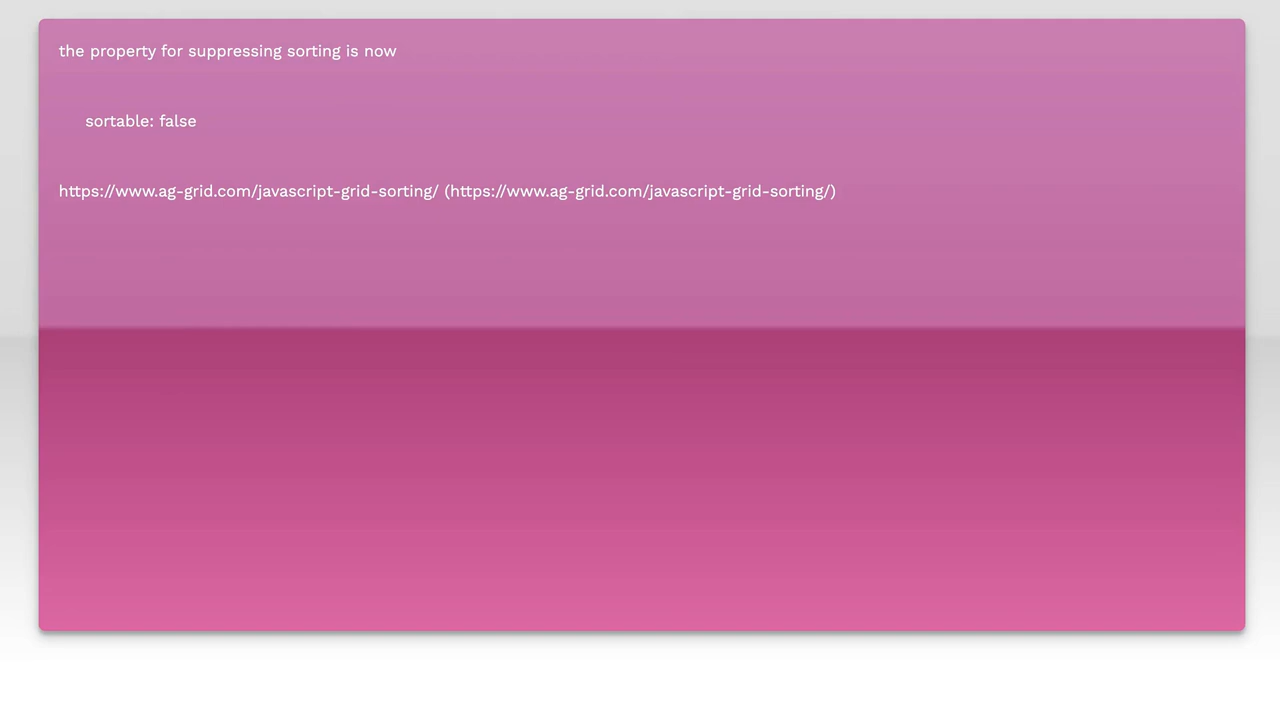 the property for suppressing sorting is now
sortable: false
https://www.ag-grid.com/javascript-grid-sorting/ (https://www.ag-grid.com/javascript-grid-sorting/)